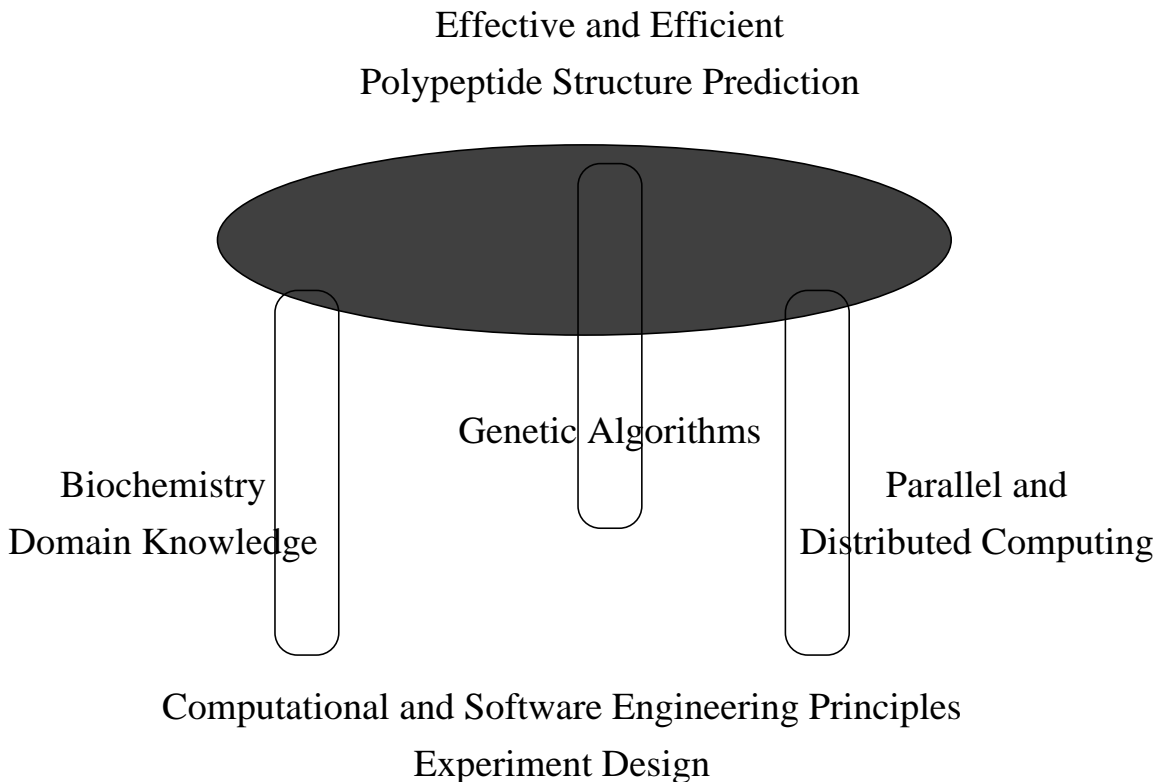 Effective and Efficient
Polypeptide Structure Prediction
Genetic Algorithms
Biochemistry
Domain Knowledge
Parallel and
Distributed Computing
Computational and Software Engineering Principles
Experiment Design